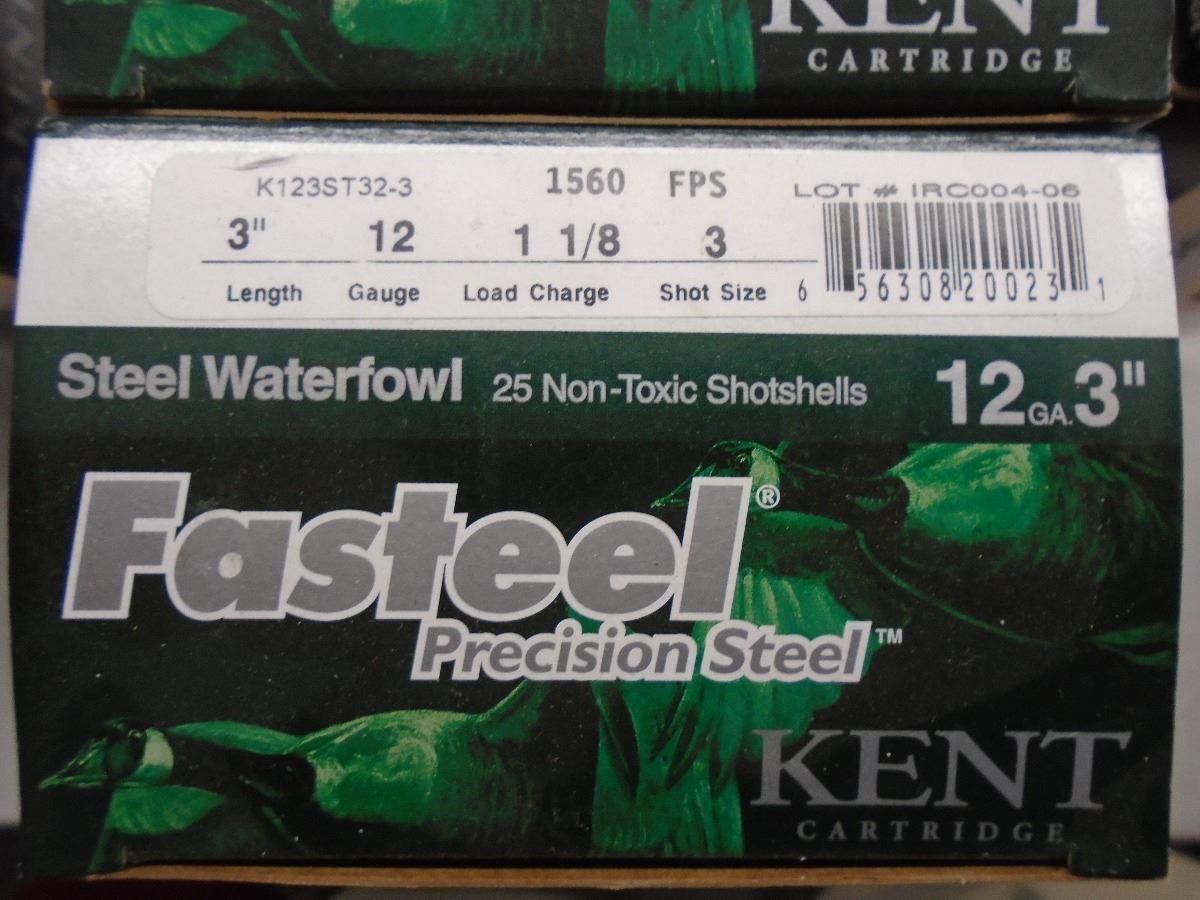 KENT
CARTRIDGE
K123ST32-3 1560 FPS LOT # IRC004-06
3" 12 1 1/8 3
Length Gauge Load Charge Shot Size 6 56308 20023 1
Steel Waterfowl 25 Non-Toxic Shotshells 12 GA. 3"
Fasteel®
Precision Steel™
KENT
CARTRIDGE